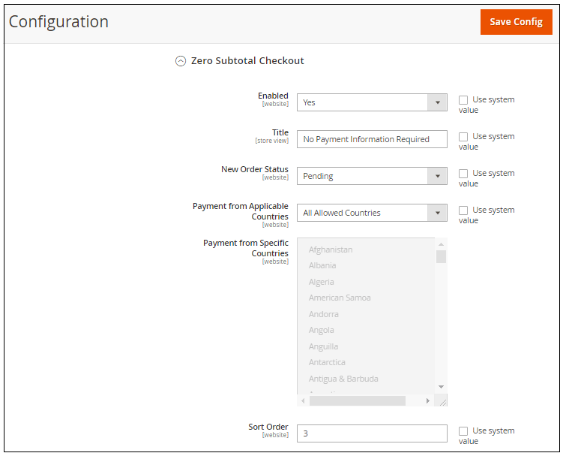 Configuration
Save Config
Zero Subtotal Checkout
Enabled
[website]
Yes
Use system
value
Title
[store view]
No Payment Information Required
Use system
value
New Order Status
[website]
Pending
Use system
value
Payment from Applicable
Countries
[website]
All Allowed Countries
Use system
value
Payment from Specific
Countries
[website]
Afghanistan
Albania
Algeria
American Samoa
Andorra
Angola
Anguilla
Antarctica
Antigua & Barbuda
Sort Order
[website]
3
Use system
value